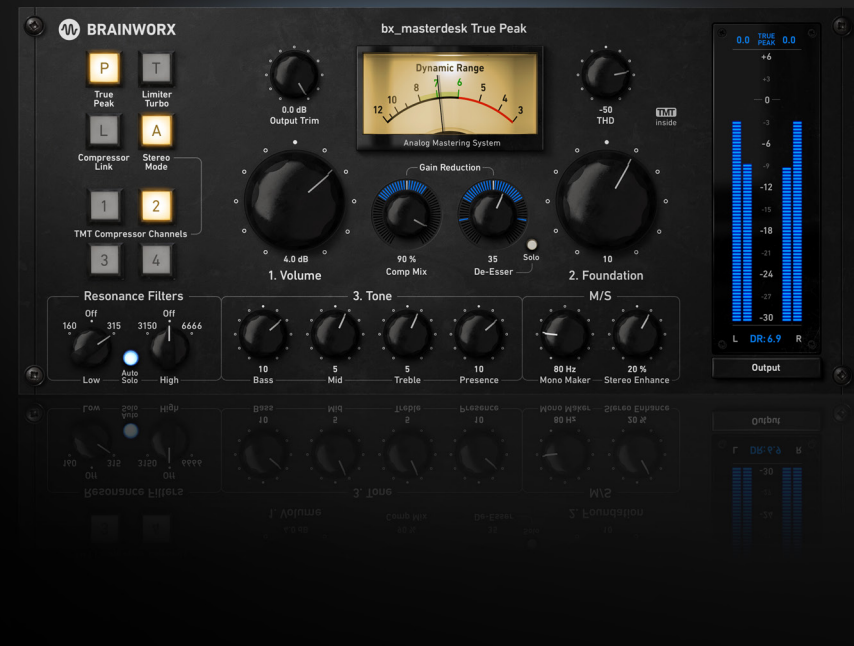 BRAINWORX
bx_masterdesk True Peak
P
T
True
Peak
Limiter
Turbo
L
A
Compressor
Link
Stereo
Mode
1
2
TMT Compressor Channels
3
4
0.0 dB
Output Trim
Dynamic Range
12 10 8 7 6 5 4 3
Analog Mastering System
-50
THD
TMT
inside
4.0 dB
1. Volume
Gain Reduction
90 %
Comp Mix
35
De-Esser
Solo
10
2. Foundation
Resonance Filters
Off
160 315
Low
Auto
Solo
Off
3150 6666
High
3. Tone
10
Bass
5
Mid
5
Treble
10
Presence
M/S
80 Hz
Mono Maker
20 %
Stereo Enhance
0.0 TRUE PEAK 0.0
+6
+3
0
-3
-6
-9
-12
-15
-18
-21
-24
-27
-30
L DR:6.9 R
Output